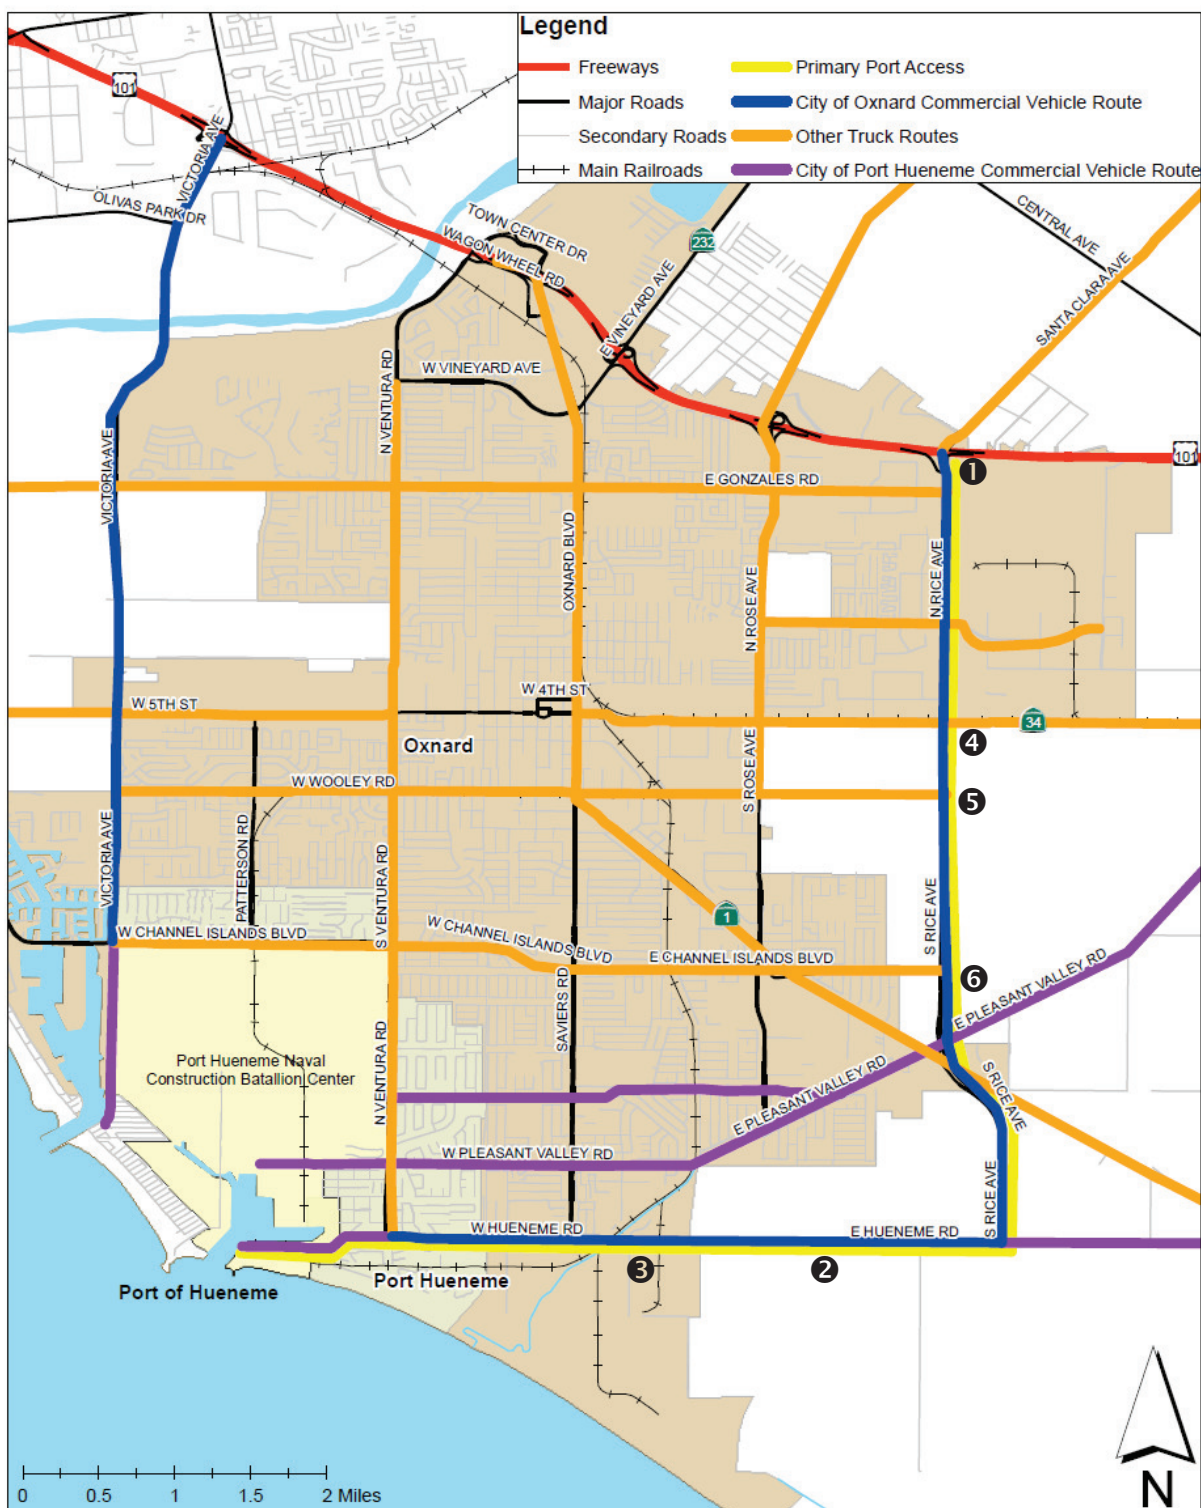 Legend
Freeways
Primary Port Access
Major Roads
City of Oxnard Commercial Vehicle Route
Secondary Roads
Other Truck Routes
Main Railroads
City of Port Hueneme Commercial Vehicle Route
101
VICTORIA AVE
OLIVAS PARK DR
TOWN CENTER DR
WAGON WHEEL RD
232
CENTRAL AVE
SANTA CLARA AVE
E VINEYARD AVE
W VINEYARD AVE
N VENTURA RD
101
1
E GONZALES RD
VICTORIA AVE
OXNARD BLVD
N RICE AVE
N ROSE AVE
W 4TH ST
W 5TH ST
34
4
Oxnard
S ROSE AVE
W WOOLEY RD
5
VICTORIA AVE
PATTERSON RD
S VENTURA RD
S RICE AVE
1
W CHANNEL ISLANDS BLVD
W CHANNEL ISLANDS BLVD
E CHANNEL ISLANDS BLVD
6
E PLEASANT VALLEY RD
SAVIERS RD
Port Hueneme Naval
Construction Batallion Center
N VENTURA RD
E PLEASANT VALLEY RD
S RICE AVE
W PLEASANT VALLEY RD
S RICE AVE
W HUENEME RD
E HUENEME RD
3
2
Port of Hueneme
Port Hueneme
0 0.5 1 2 Miles
N